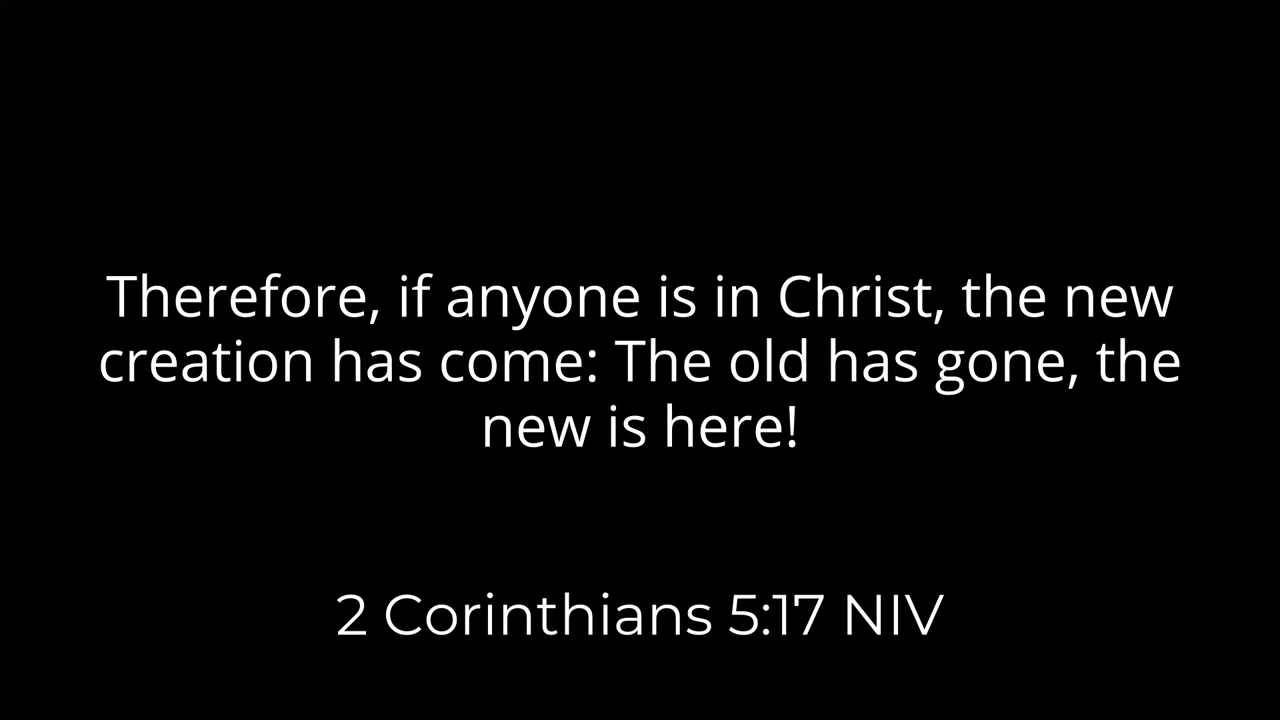 Therefore, if anyone is in Christ, the new
creation has come: The old has gone, the
new is here!
2 Corinthians 5:17 NIV